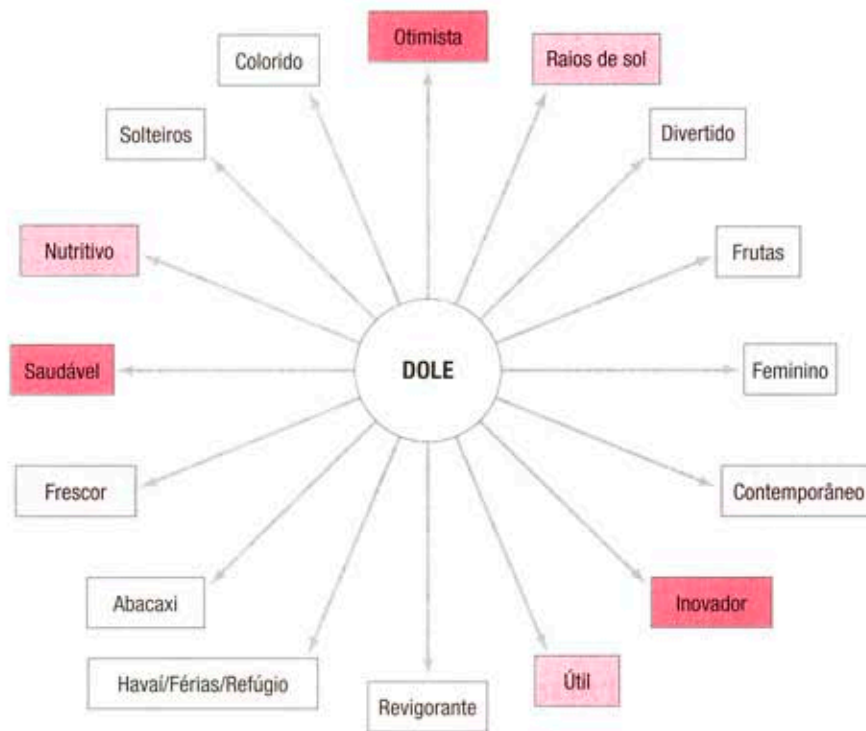 Otimista
Raios de sol
Colorido
Solteiros
Divertido
Nutritivo
Frutas
Saudável
DOLE
Feminino
Frescor
Contemporâneo
Abacaxi
Inovador
Havaí/Férias/Refúgio
Útil
Revigorante